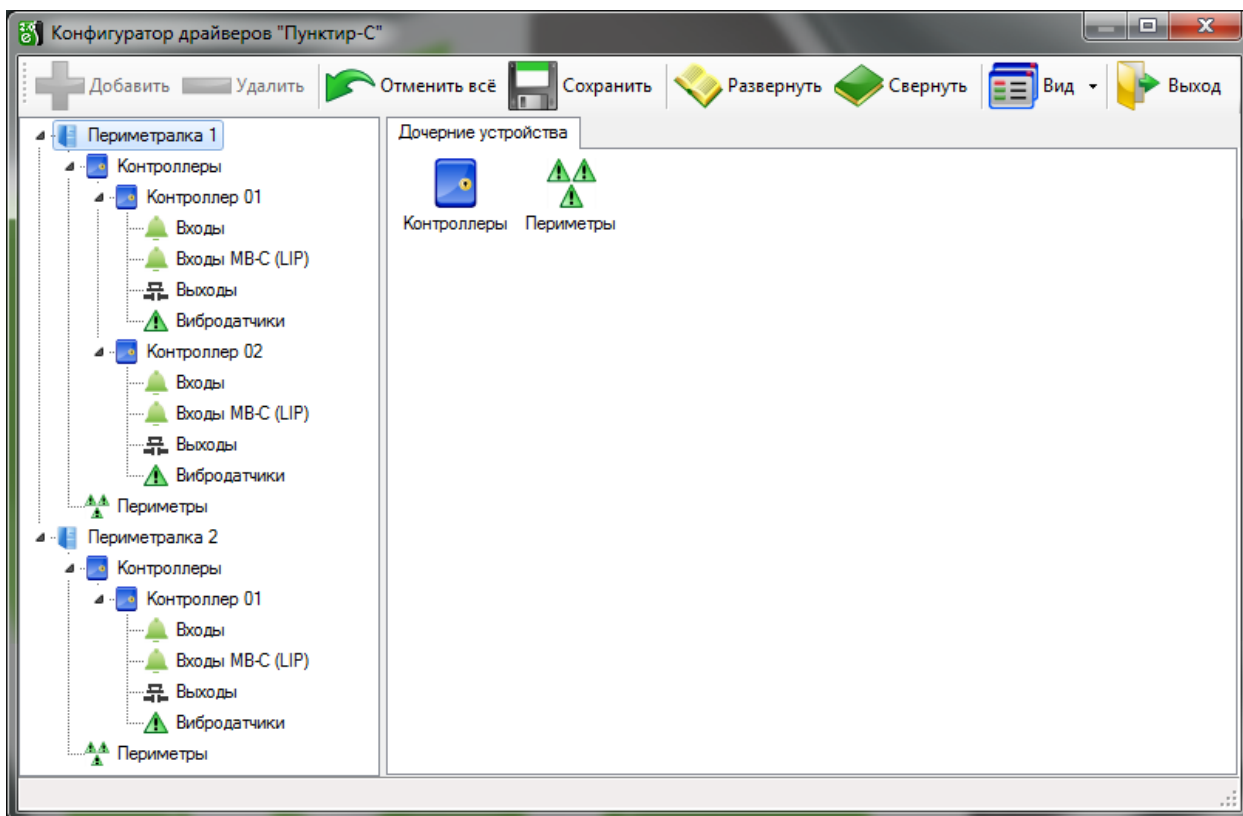 Конфигуратор драйверов "Пунктир-С"
Добавить Удалить Отменить всё Сохранить Развернуть Свернуть Вид Выход
Периметралка 1
Контроллеры
Контроллер 01
Входы
Входы МВ-С (LIP)
Выходы
Вибродатчики
Контроллер 02
Входы
Входы МВ-С (LIP)
Выходы
Вибродатчики
Периметры
Периметралка 2
Контроллеры
Контроллер 01
Входы
Входы МВ-С (LIP)
Выходы
Вибродатчики
Периметры
Дочерние устройства
Контроллеры Периметры